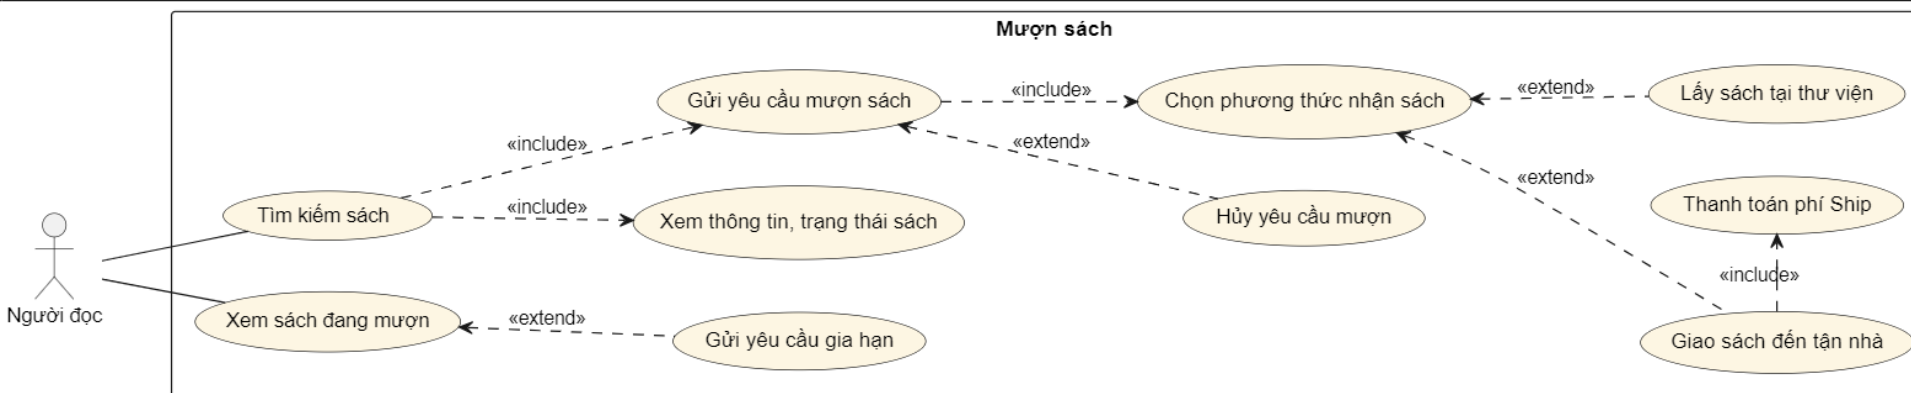 Mượn sách
Gửi yêu cầu mượn sách
«include»
Chọn phương thức nhận sách
«extend»
Lấy sách tại thư viện
«include»
«extend»
«extend»
Tìm kiếm sách
«include»
Xem thông tin, trạng thái sách
Hủy yêu cầu mượn
Thanh toán phí Ship
«include»
Người đọc
Xem sách đang mượn
«extend»
Gửi yêu cầu gia hạn
Giao sách đến tận nhà